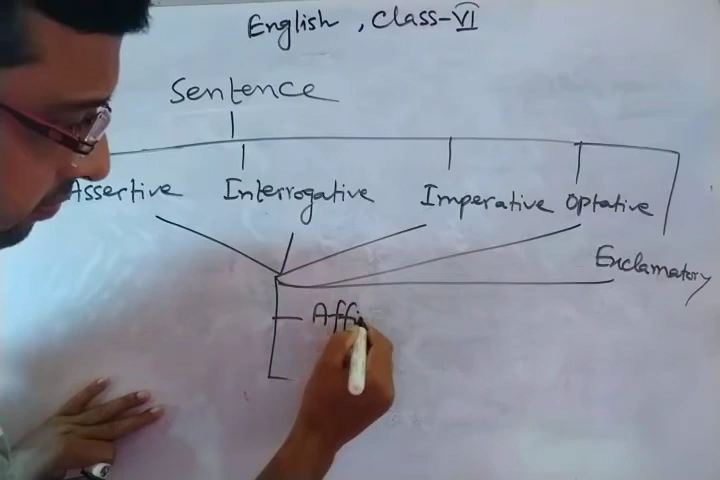 English, Class-VI
Sentence
Assertive Interrogative Imperative Optative
Exclamatory
Affi